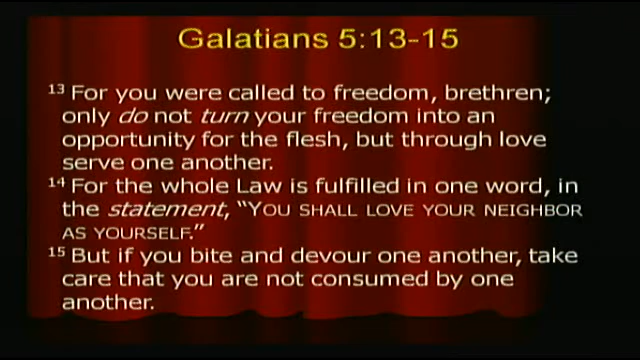 Galatians 5:13-15
13 For you were called to freedom, brethren;
only do not turn your freedom into an
opportunity for the flesh, but through love
serve one another.
14 For the whole Law is fulfilled in one word, in
the statement, “YOU SHALL LOVE YOUR NEIGHBOR
AS YOURSELF.”
15 But if you bite and devour one another, take
care that you are not consumed by one
another.